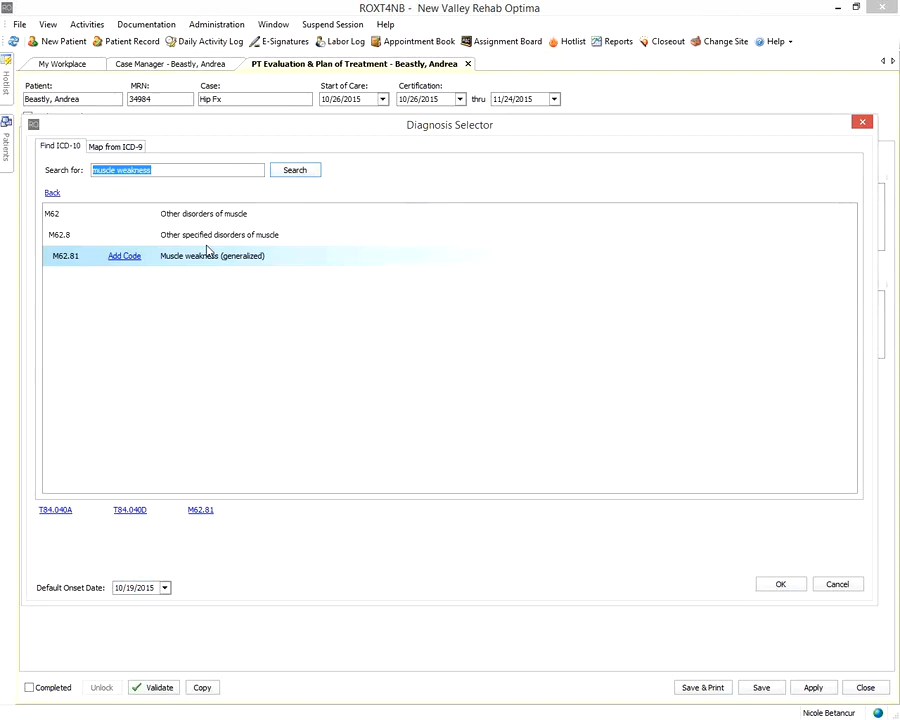 ROXT4NB - New Valley Rehab Optima
File View Activities Documentation Administration Window Suspend Session Help
New Patient Patient Record Daily Activity Log E-Signatures Labor Log Appointment Book Assignment Board Hotlist Reports Closeout Change Site Help
My Workplace Case Manager - Beastly, Andrea PT Evaluation & Plan of Treatment - Beastly, Andrea
Hotlist
Patients
Patient: MRN: Case: Start of Care: Certification:
Beastly, Andrea 34984 Hip Fx 10/26/2015 10/26/2015 thru 11/24/2015
Diagnosis Selector
Find ICD-10 Map from ICD-9
Search for: muscle weakness Search
Back
M62 Other disorders of muscle
M62.8 Other specified disorders of muscle
M62.81 Add Code Muscle weakness (generalized)
T84.040A T84.040D M62.81
Default Onset Date: 10/19/2015 OK Cancel
Completed Unlock Validate Copy Save & Print Save Apply Close
Nicole Betancur